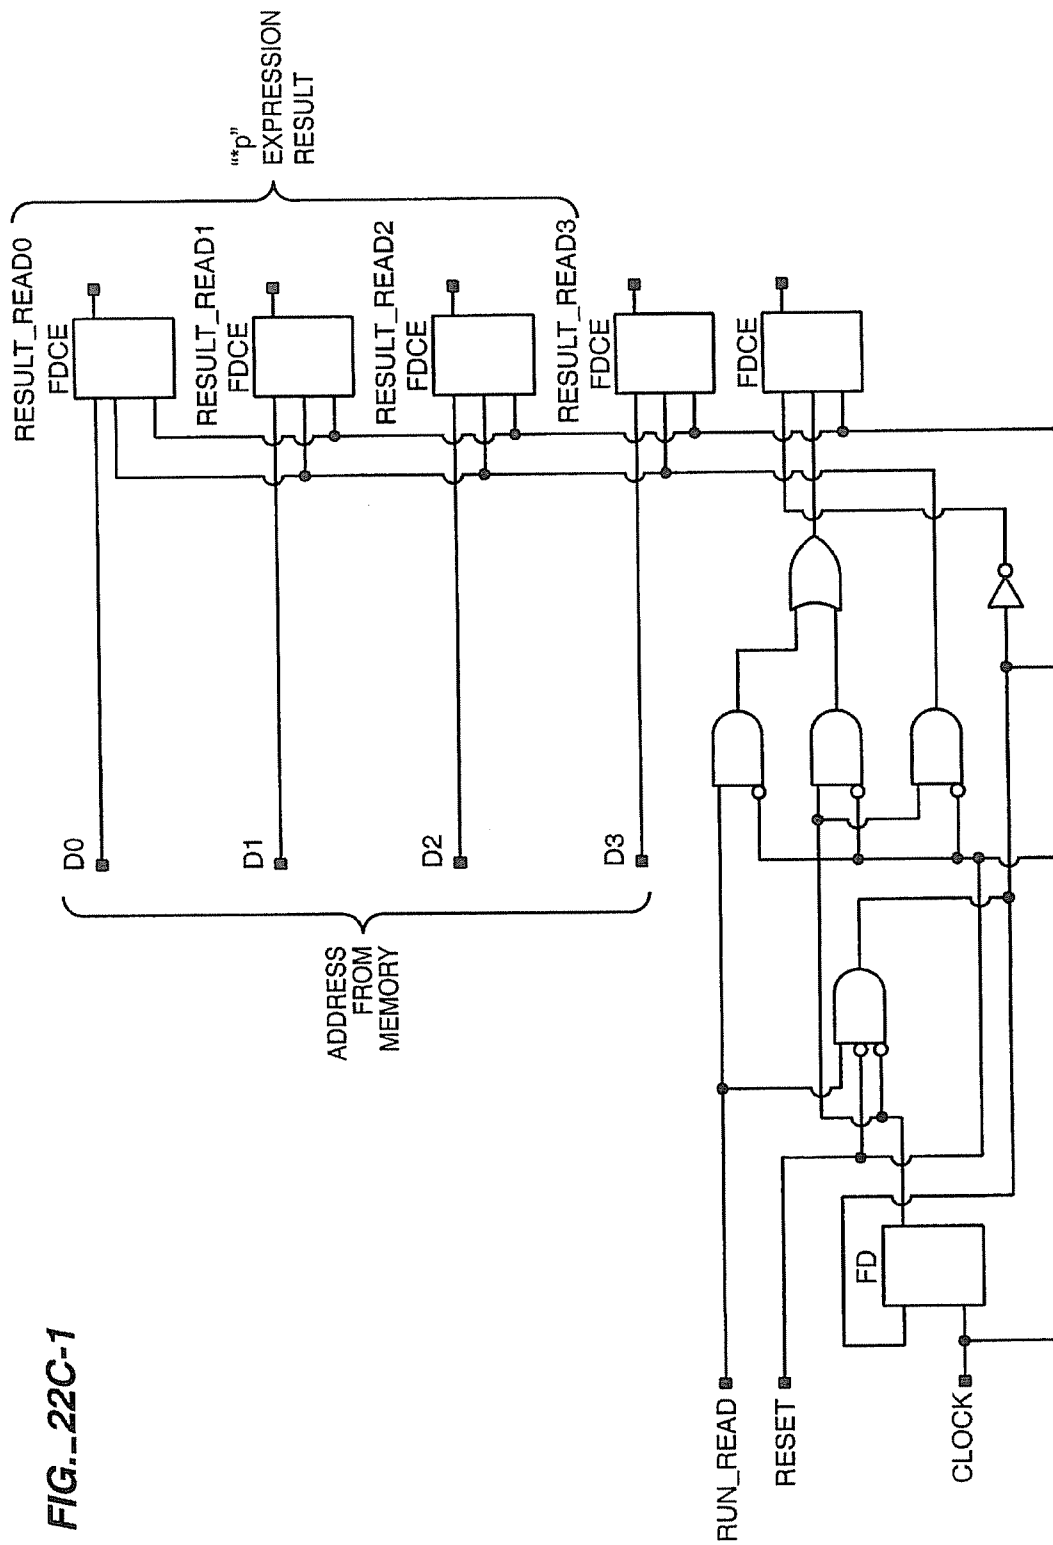 FIG._22C-1
RESULT_READ0
FDCE
RESULT_READ1
FDCE
RESULT_READ2
FDCE
RESULT_READ3
FDCE
FDCE
"*p"
EXPRESSION
RESULT
D0
D1
D2
D3
ADDRESS
FROM
MEMORY
RUN_READ
RESET
FD
CLOCK